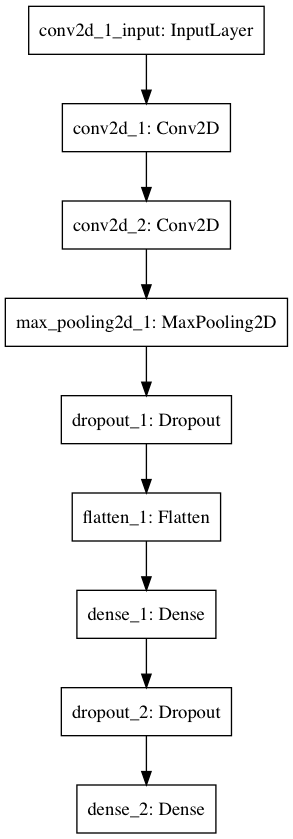 conv2d_1_input: InputLayer
conv2d_1: Conv2D
conv2d_2: Conv2D
max_pooling2d_1: MaxPooling2D
dropout_1: Dropout
flatten_1: Flatten
dense_1: Dense
dropout_2: Dropout
dense_2: Dense